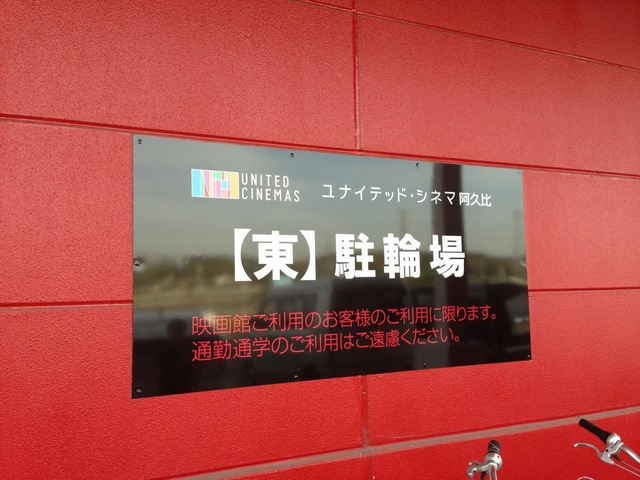 UNITED
CINEMAS
ユナイテッド・シネマ 阿久比
【東】駐輪場
映画館ご利用のお客様のご利用に限ります。
通勤通学のご利用はご遠慮ください。